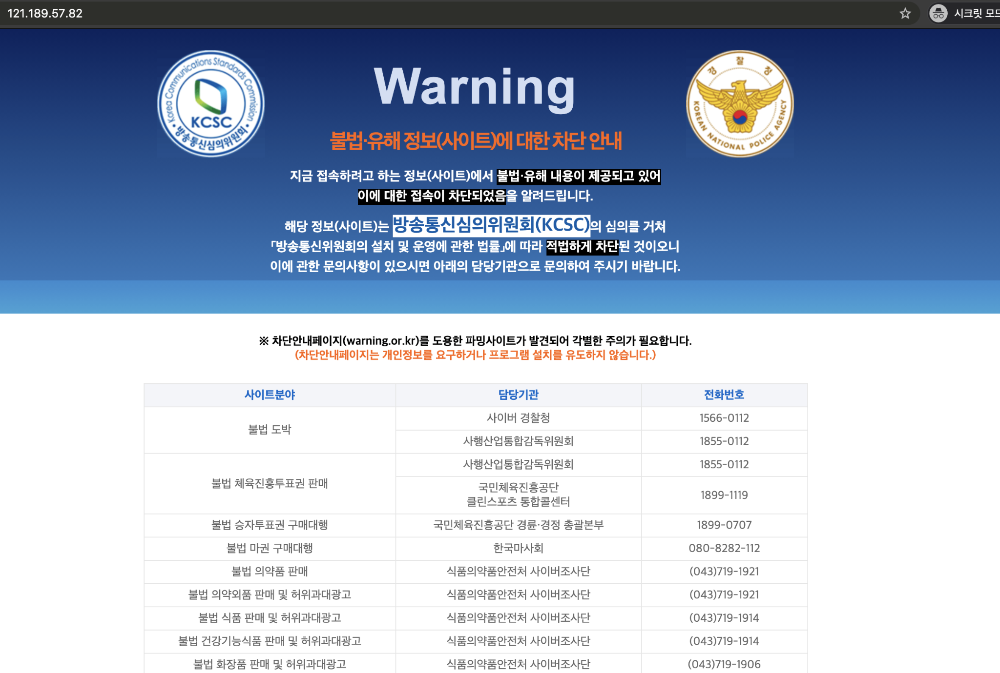 121.189.57.82
시크릿 모드
Korea Communications Standards Commission
KCSC
방송통신심의위원회
Warning
경찰청
KOREAN NATIONAL POLICE AGENCY
불법·유해 정보(사이트)에 대한 차단 안내
지금 접속하려고 하는 정보(사이트)에서 불법·유해 내용이 제공되고 있어
이에 대한 접속이 차단되었음을 알려드립니다.
해당 정보(사이트)는 방송통신심의위원회(KCSC)의 심의를 거쳐
「방송통신위원회의 설치 및 운영에 관한 법률」에 따라 적법하게 차단된 것이오니
이에 관한 문의사항이 있으시면 아래의 담당기관으로 문의하여 주시기 바랍니다.
※ 차단안내페이지(warning.or.kr)를 도용한 파밍사이트가 발견되어 각별한 주의가 필요합니다.
(차단안내페이지는 개인정보를 요구하거나 프로그램 설치를 유도하지 않습니다.)
사이트분야 담당기관 전화번호
불법 도박 사이버 경찰청 1566-0112
사행산업통합감독위원회 1855-0112
불법 체육진흥투표권 판매 사행산업통합감독위원회 1855-0112
국민체육진흥공단
클린스포츠 통합콜센터 1899-1119
불법 승자투표권 구매대행 국민체육진흥공단 경륜·경정 총괄본부 1899-0707
불법 마권 구매대행 한국마사회 080-8282-112
불법 의약품 판매 식품의약품안전처 사이버조사단 (043)719-1921
불법 의약외품 판매 및 허위과대광고 식품의약품안전처 사이버조사단 (043)719-1921
불법 식품 판매 및 허위과대광고 식품의약품안전처 사이버조사단 (043)719-1914
불법 건강기능식품 판매 및 허위과대광고 식품의약품안전처 사이버조사단 (043)719-1914
불법 화장품 판매 및 허위과대광고 식품의약품안전처 사이버조사단 (043)719-1906